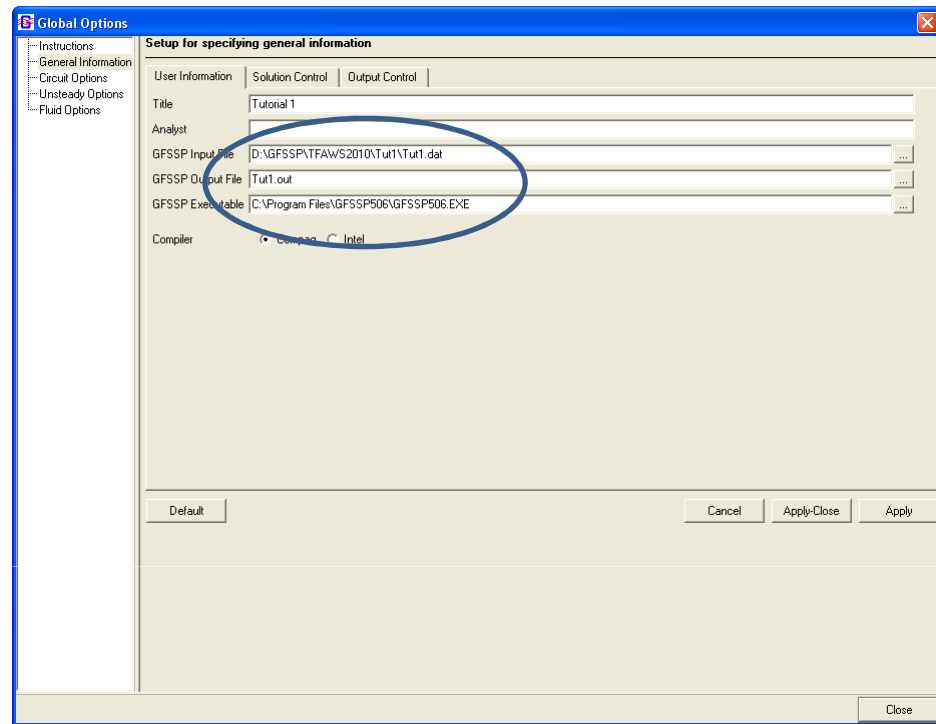 Global Options
Instructions
General Information
Circuit Options
Unsteady Options
Fluid Options
Setup for specifying general information
User Information Solution Control Output Control
Title Tutorial 1
Analyst
GFSSP Input File D:\GFSSP\TFAWS2010\Tut1\Tut1.dat ...
GFSSP Output File Tut1.out ...
GFSSP Executable C:\Program Files\GFSSP506\GFSSP506.EXE ...
Compiler Compaq Intel
Default Cancel Apply-Close Apply
Close